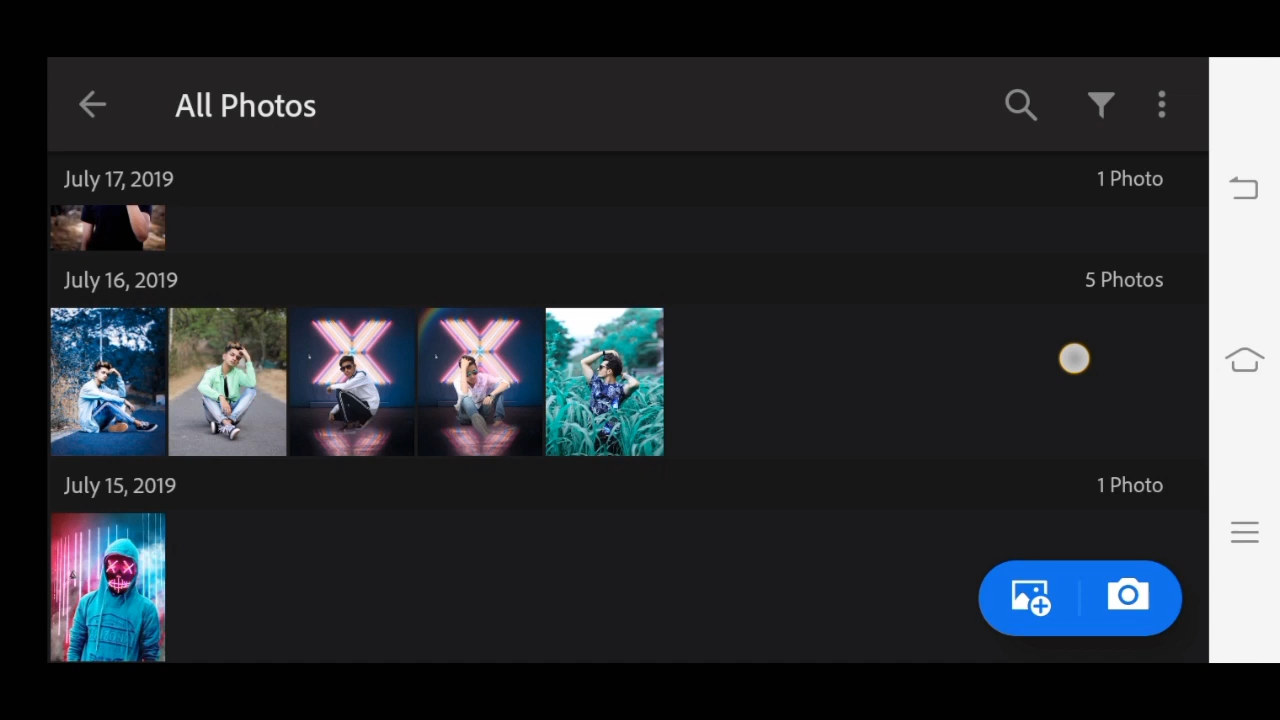 All Photos
July 17, 2019
1 Photo
July 16, 2019
5 Photos
July 15, 2019
1 Photo